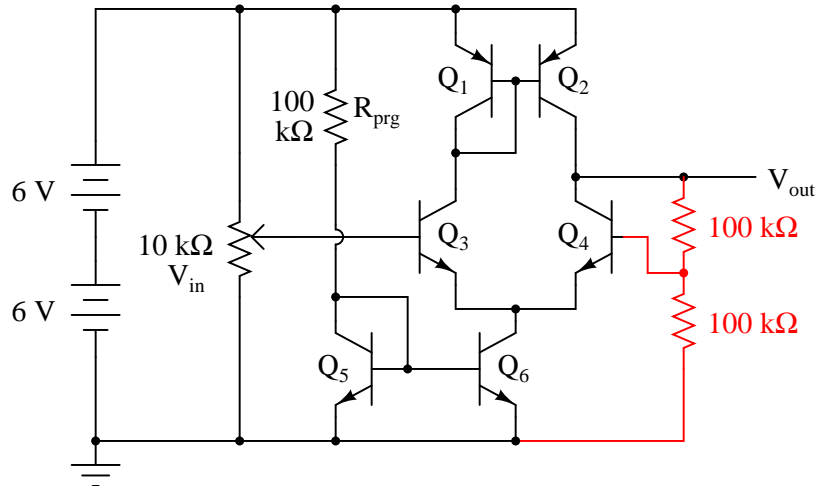 Q1
Q2
100
kΩ
Rprg
6 V
Vout
10 kΩ
Vin
Q3
Q4
100 kΩ
6 V
100 kΩ
Q5
Q6